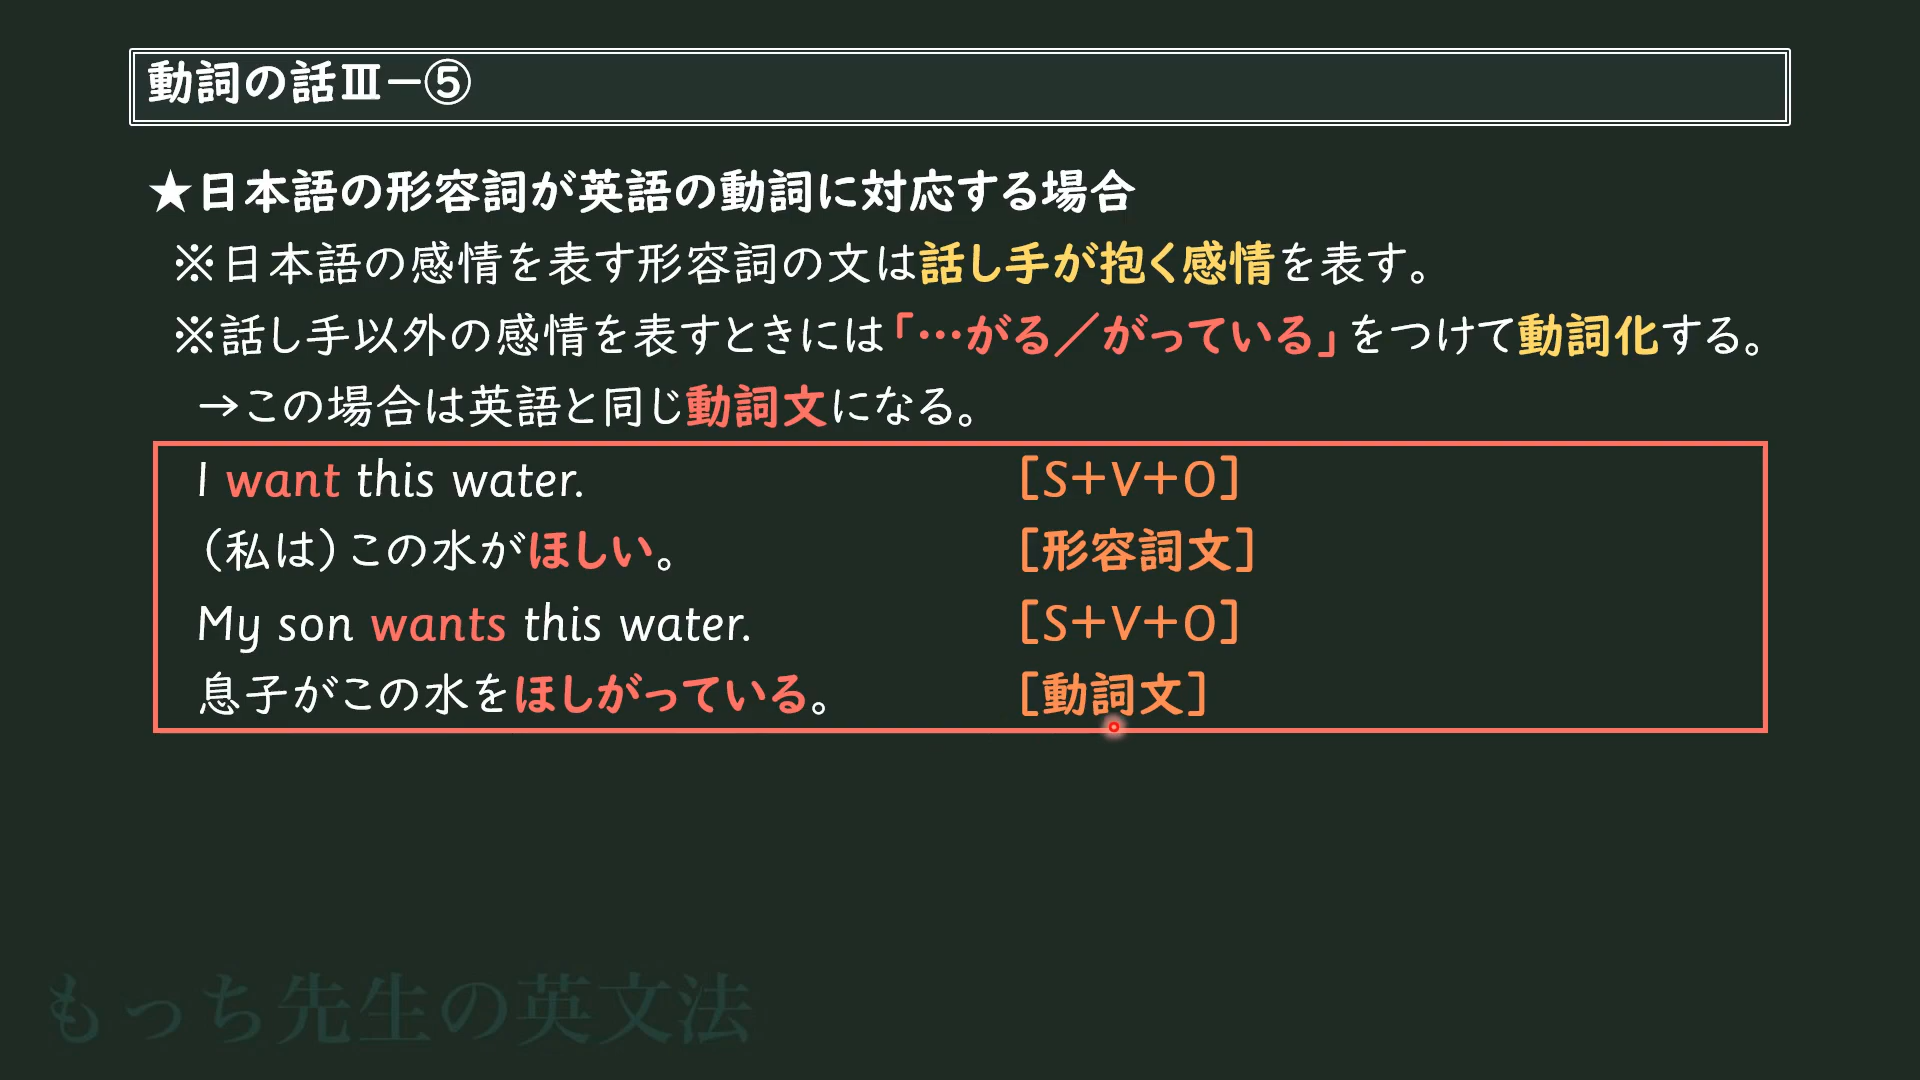 動詞の話Ⅲ－⑤
★日本語の形容詞が英語の動詞に対応する場合
※日本語の感情を表す形容詞の文は話し手が抱く感情を表す。
※話し手以外の感情を表すときには「…がる／がっている」をつけて動詞化する。
→この場合は英語と同じ動詞文になる。
I want this water. [S＋V＋O]
（私は）この水がほしい。 [形容詞文]
My son wants this water. [S＋V＋O]
息子がこの水をほしがっている。 [動詞文]
もっち先生の英文法